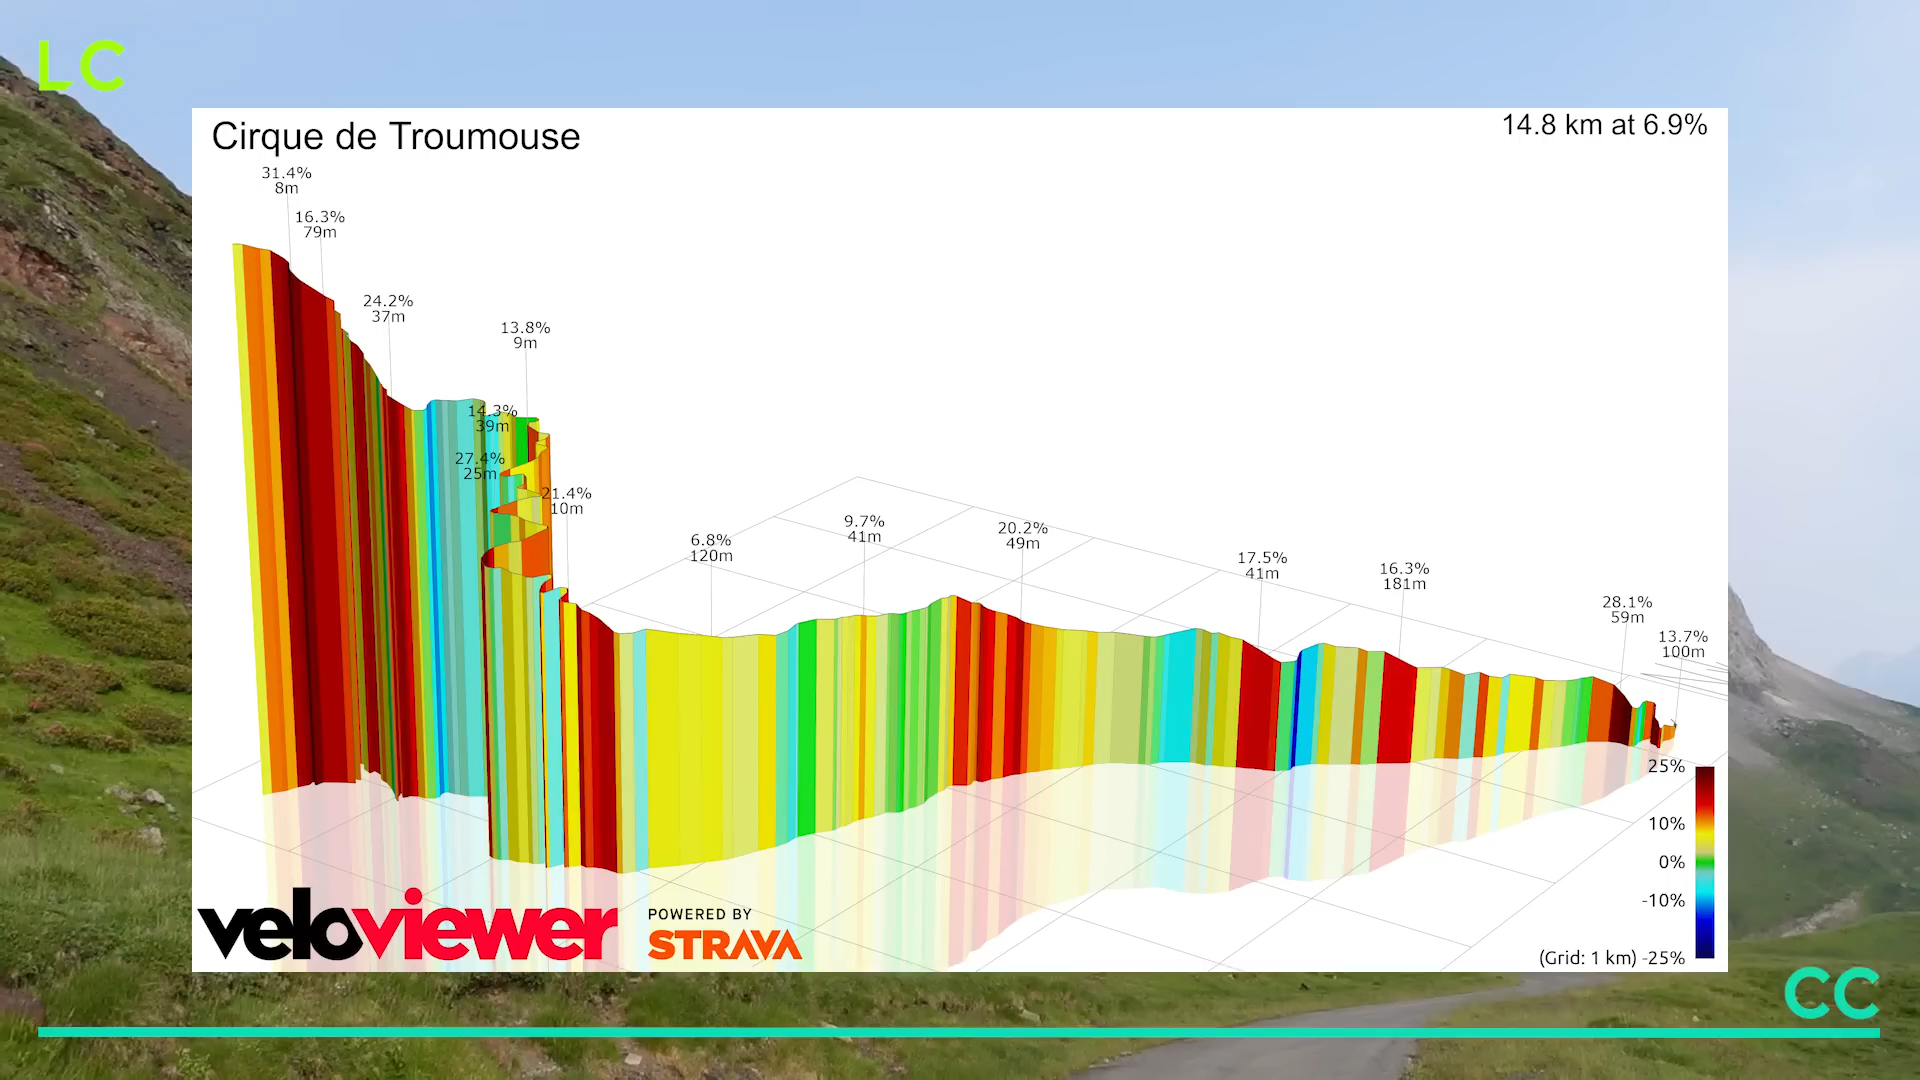 LC
Cirque de Troumouse
14.8 km at 6.9%
31.4%
8m
16.3%
79m
24.2%
37m
13.8%
9m
14.3%
39m
27.4%
25m
21.4%
10m
6.8%
120m
9.7%
41m
20.2%
49m
17.5%
41m
16.3%
181m
28.1%
59m
13.7%
100m
25%
10%
0%
-10%
(Grid: 1 km) -25%
veloviewer
POWERED BY
STRAVA
CC